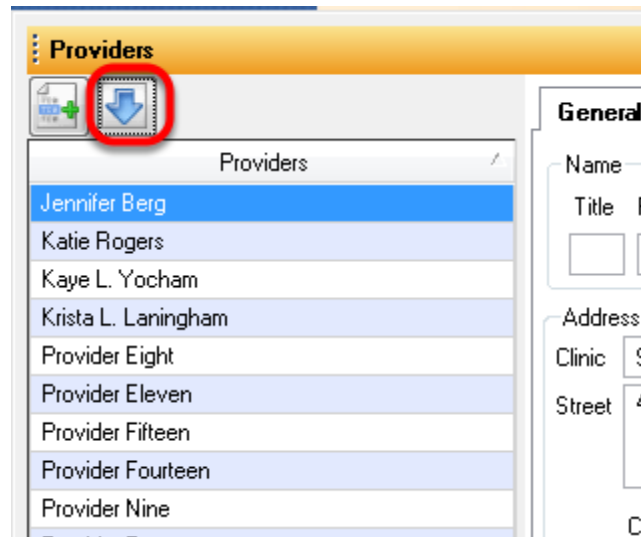 Providers
General
Providers
Name
Jennifer Berg
Title
Katie Rogers
Kaye L. Yocham
Krista L. Laningham
Address
Provider Eight
Clinic
Provider Eleven
Street
Provider Fifteen
Provider Fourteen
Provider Nine